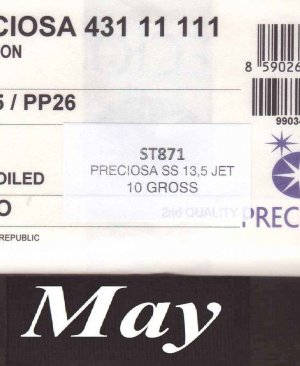 CIOSA 431 11 111
ON
8 59026
5 / PP26
9903
ST871
PRECIOSA SS 13,5 JET
10 GROSS
OILED
O
2nd QUALITY
PREC
REPUBLIC
May